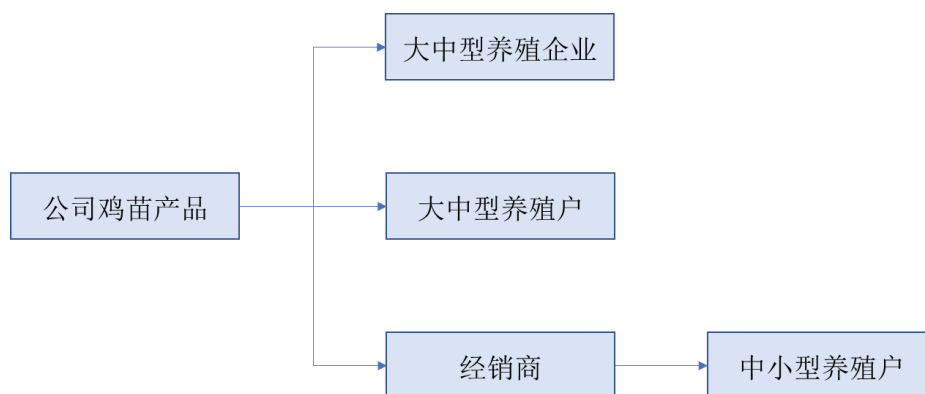 大中型养殖企业
公司鸡苗产品
大中型养殖户
经销商
中小型养殖户